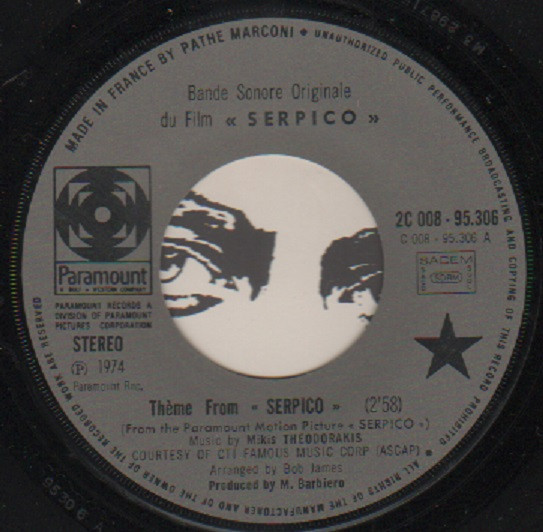 MADE IN FRANCE BY PATHE MARCONI • UNAUTHORIZED PUBLIC PERFORMANCE BROADCASTING AND COPYING OF THIS RECORD PROHIBITED
Bande Sonore Originale
du Film « SERPICO »
2C 008 - 95.306
C 008 - 95.306 A
SACEM
Paramount
PARAMOUNT RECORDS A
DIVISION OF PARAMOUNT
PICTURES CORPORATION
STEREO
Ⓟ 1974
Paramount Rec.
Thème From « SERPICO » (2'58)
(From the Paramount Motion Picture « SERPICO »)
Music by Mikis THEODORAKIS
COURTESY OF CTI FAMOUS MUSIC CORP (ASCAP)
Arranged by Bob James
Produced by M. Barbiero
• ALL RIGHTS OF THE MANUFACTURER AND OF THE OWNER OF THE RECORDED WORK ARE RESERVED